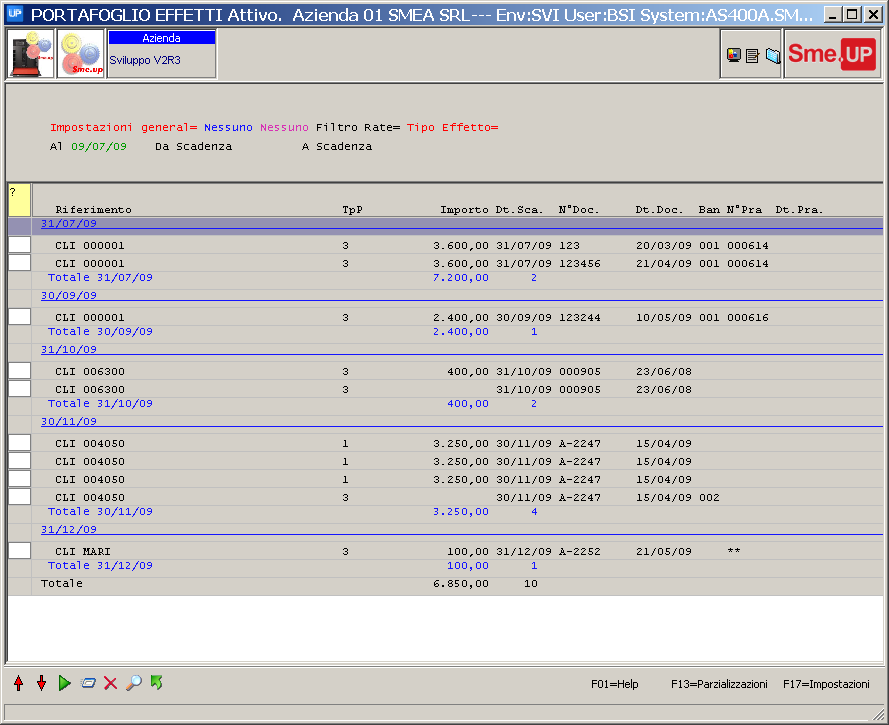 UP PORTAFOGLIO EFFETTI Attivo. Azienda 01 SMEA SRL--- Env:SVI User:BSI System:AS400A.SM...
Azienda
Sviluppo V2R3
Sme.up
Sme.UP
Impostazioni general= Nessuno Nessuno Filtro Rate= Tipo Effetto=
Al 09/07/09 Da Scadenza A Scadenza
?
Riferimento TpP Importo Dt.Sca. N°Doc. Dt.Doc. Ban N°Pra Dt.Pra.
31/07/09
CLI 000001 3 3.600,00 31/07/09 123 20/03/09 001 000614
CLI 000001 3 3.600,00 31/07/09 123456 21/04/09 001 000614
Totale 31/07/09 7.200,00 2
30/09/09
CLI 000001 3 2.400,00 30/09/09 123244 10/05/09 001 000616
Totale 30/09/09 2.400,00 1
31/10/09
CLI 006300 3 400,00 31/10/09 000905 23/06/08
CLI 006300 3 31/10/09 000905 23/06/08
Totale 31/10/09 400,00 2
30/11/09
CLI 004050 1 3.250,00 30/11/09 A-2247 15/04/09
CLI 004050 1 3.250,00 30/11/09 A-2247 15/04/09
CLI 004050 1 3.250,00 30/11/09 A-2247 15/04/09
CLI 004050 3 30/11/09 A-2247 15/04/09 002
Totale 30/11/09 3.250,00 4
31/12/09
CLI MARI 3 100,00 31/12/09 A-2252 21/05/09 **
Totale 31/12/09 100,00 1
Totale 6.850,00 10
F01=Help F13=Parzializzazioni F17=Impostazioni